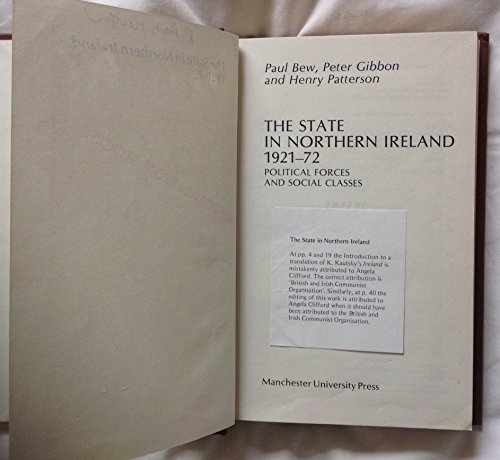 Paul Bew, Peter Gibbon
and Henry Patterson
THE STATE
IN NORTHERN IRELAND
1921–72
POLITICAL FORCES
AND SOCIAL CLASSES
The State in Northern Ireland
At pp. 4 and 19 the Introduction to a
translation of K. Kautsky's Ireland is
mistakenly attributed to Angela
Clifford. The correct attribution is
'British and Irish Communist
Organisation'. Similarly, at p. 40 the
editing of this work is attributed to
Angela Clifford when it should have
been attributed to the British and
Irish Communist Organisation.
Manchester University Press